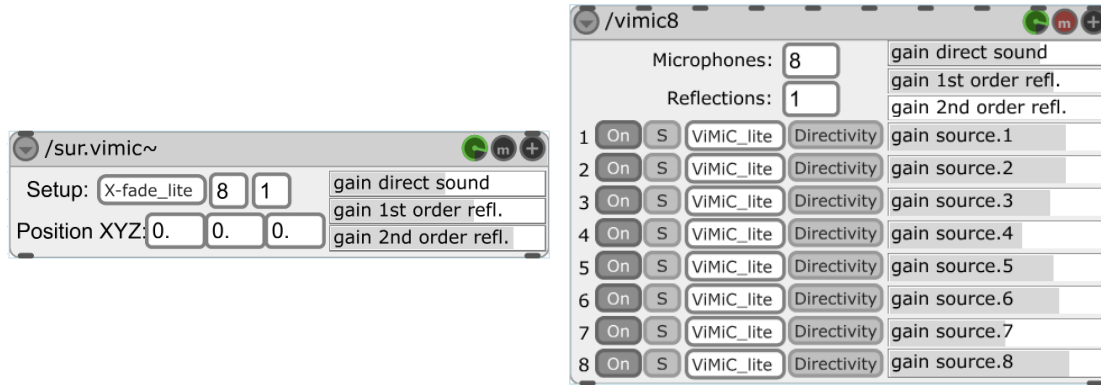 /sur.vimic~ m +
Setup: X-fade_lite 8 1 gain direct sound
gain 1st order refl.
Position XYZ: 0. 0. 0. gain 2nd order refl.
/vimic8 m +
Microphones: 8 gain direct sound
gain 1st order refl.
Reflections: 1 gain 2nd order refl.
1 On S ViMiC_lite Directivity gain source.1
2 On S ViMiC_lite Directivity gain source.2
3 On S ViMiC_lite Directivity gain source.3
4 On S ViMiC_lite Directivity gain source.4
5 On S ViMiC_lite Directivity gain source.5
6 On S ViMiC_lite Directivity gain source.6
7 On S ViMiC_lite Directivity gain source.7
8 On S ViMiC_lite Directivity gain source.8